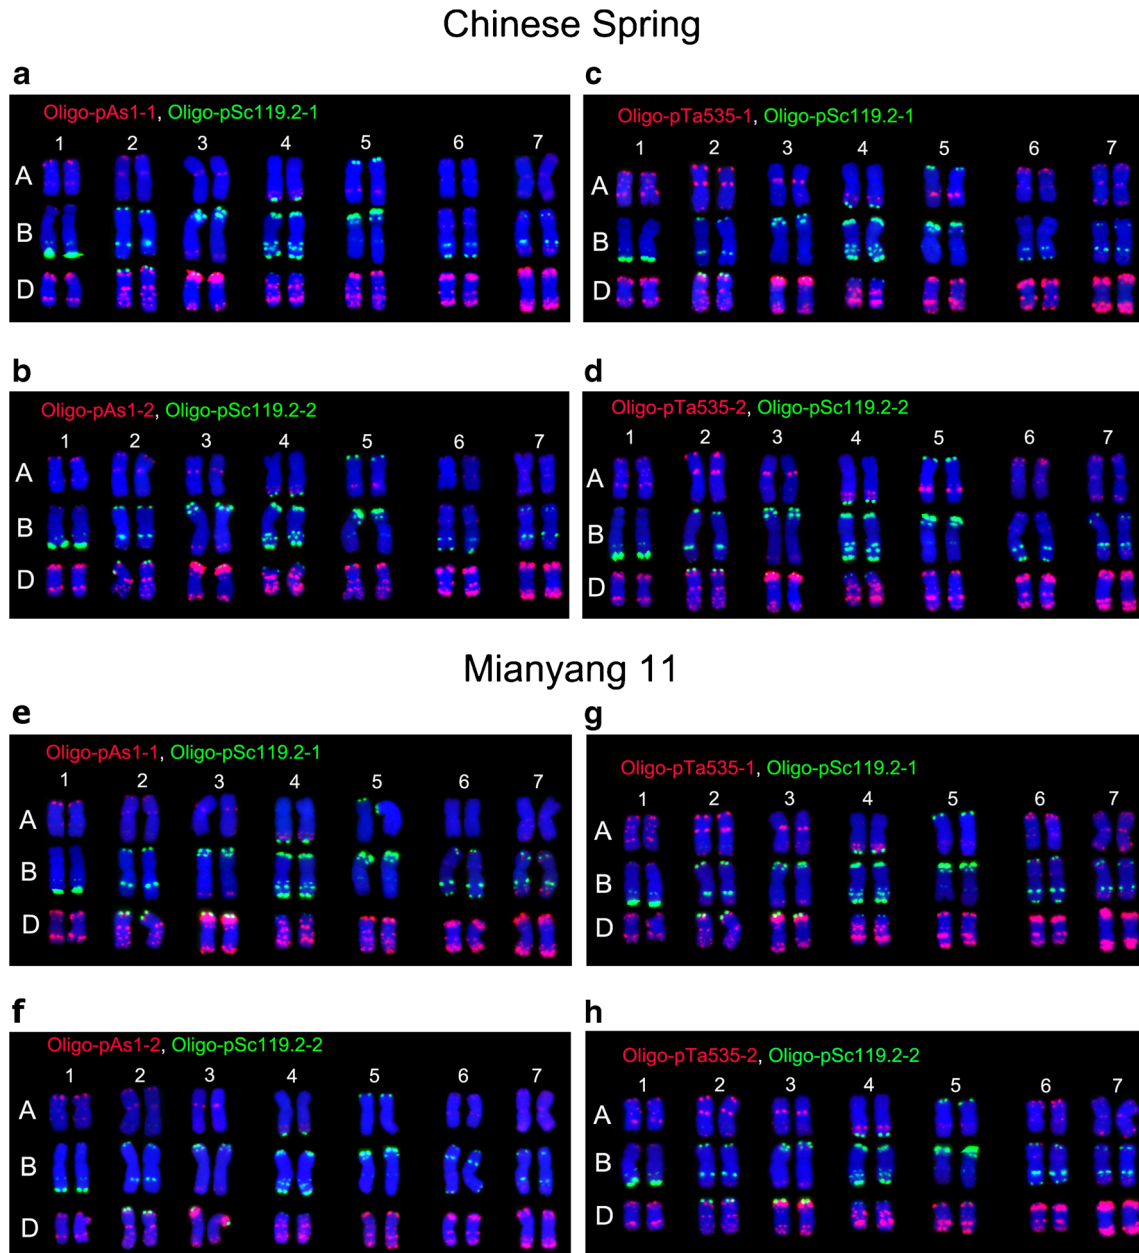 Chinese Spring
a
Oligo-pAs1-1, Oligo-pSc119.2-1
1 2 3 4 5 6 7
A
B
D
c
Oligo-pTa535-1, Oligo-pSc119.2-1
1 2 3 4 5 6 7
A
B
D
b
Oligo-pAs1-2, Oligo-pSc119.2-2
1 2 3 4 5 6 7
A
B
D
d
Oligo-pTa535-2, Oligo-pSc119.2-2
1 2 3 4 5 6 7
A
B
D
Mianyang 11
e
Oligo-pAs1-1, Oligo-pSc119.2-1
1 2 3 4 5 6 7
A
B
D
g
Oligo-pTa535-1, Oligo-pSc119.2-1
1 2 3 4 5 6 7
A
B
D
f
Oligo-pAs1-2, Oligo-pSc119.2-2
1 2 3 4 5 6 7
A
B
D
h
Oligo-pTa535-2, Oligo-pSc119.2-2
1 2 3 4 5 6 7
A
B
D